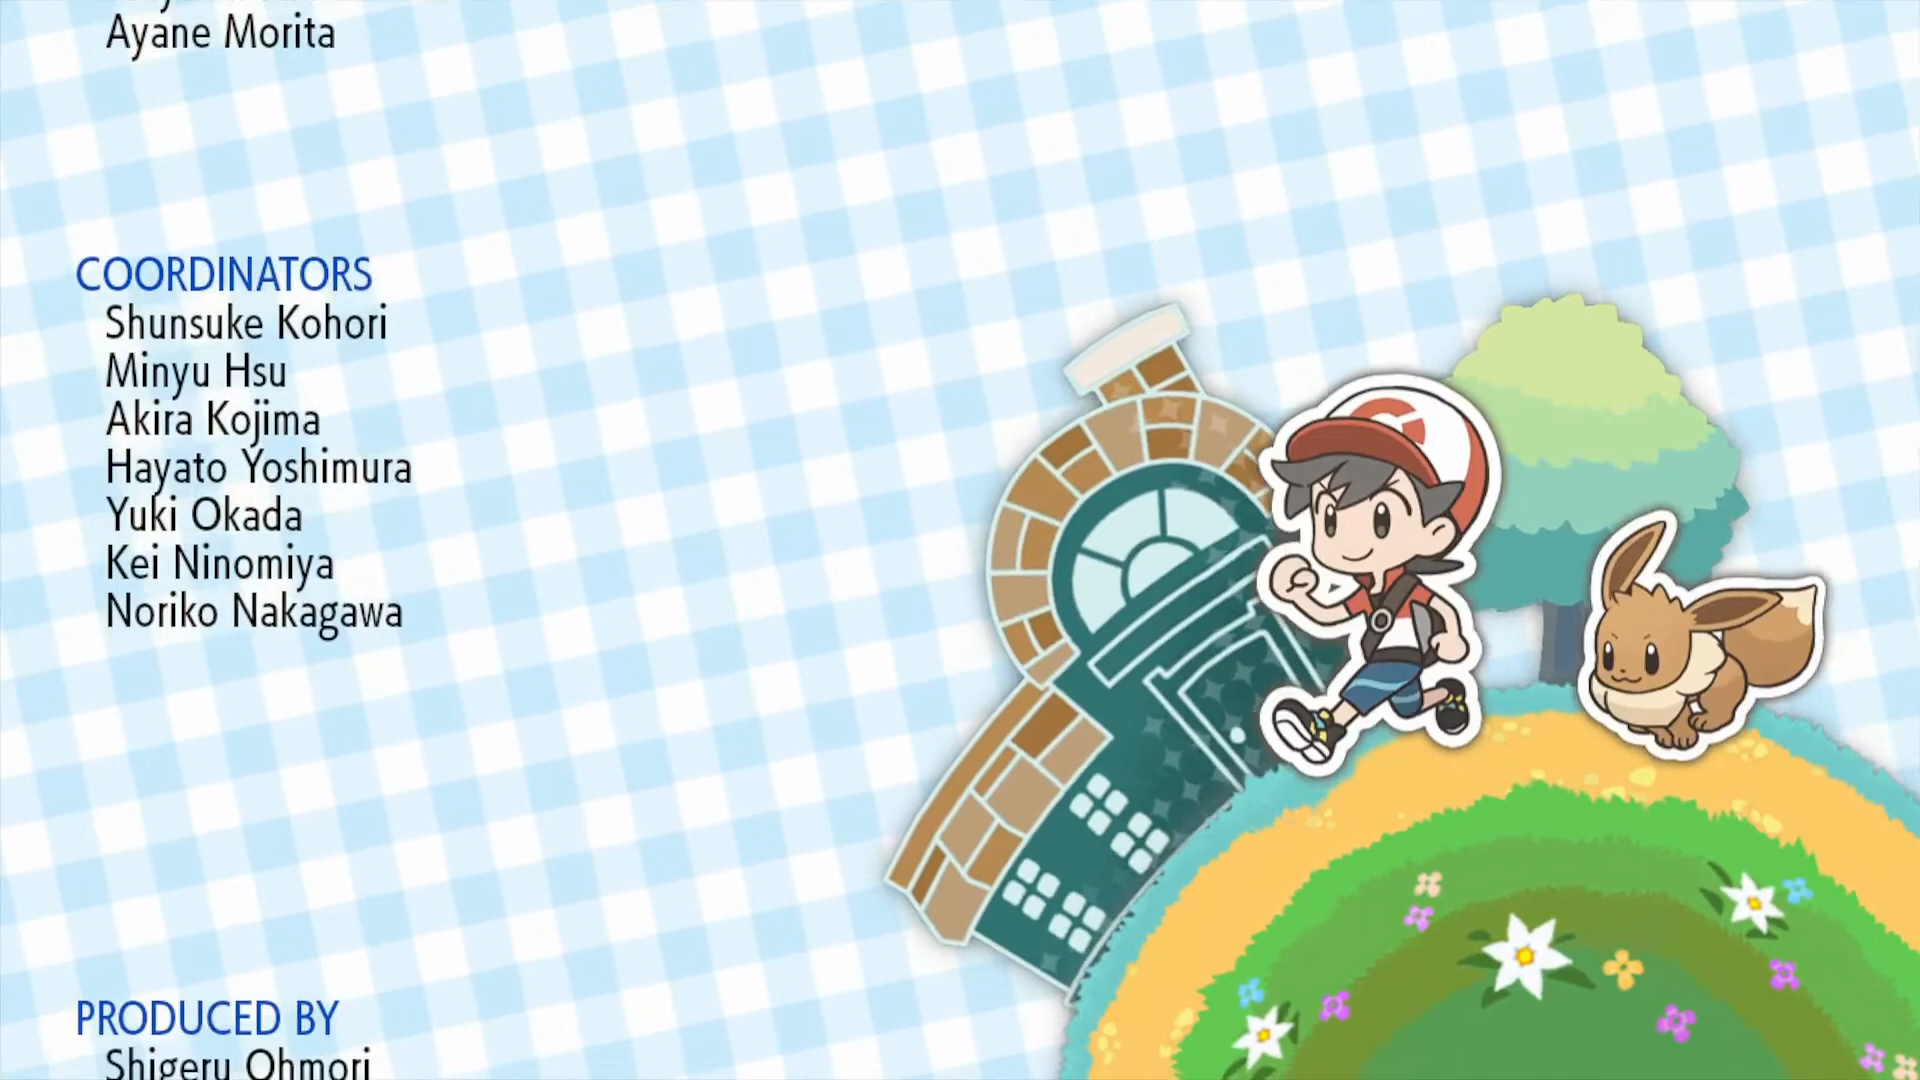 Ayane Morita
COORDINATORS
Shunsuke Kohori
Minyu Hsu
Akira Kojima
Hayato Yoshimura
Yuki Okada
Kei Ninomiya
Noriko Nakagawa
PRODUCED BY
Shigeru Ohmori